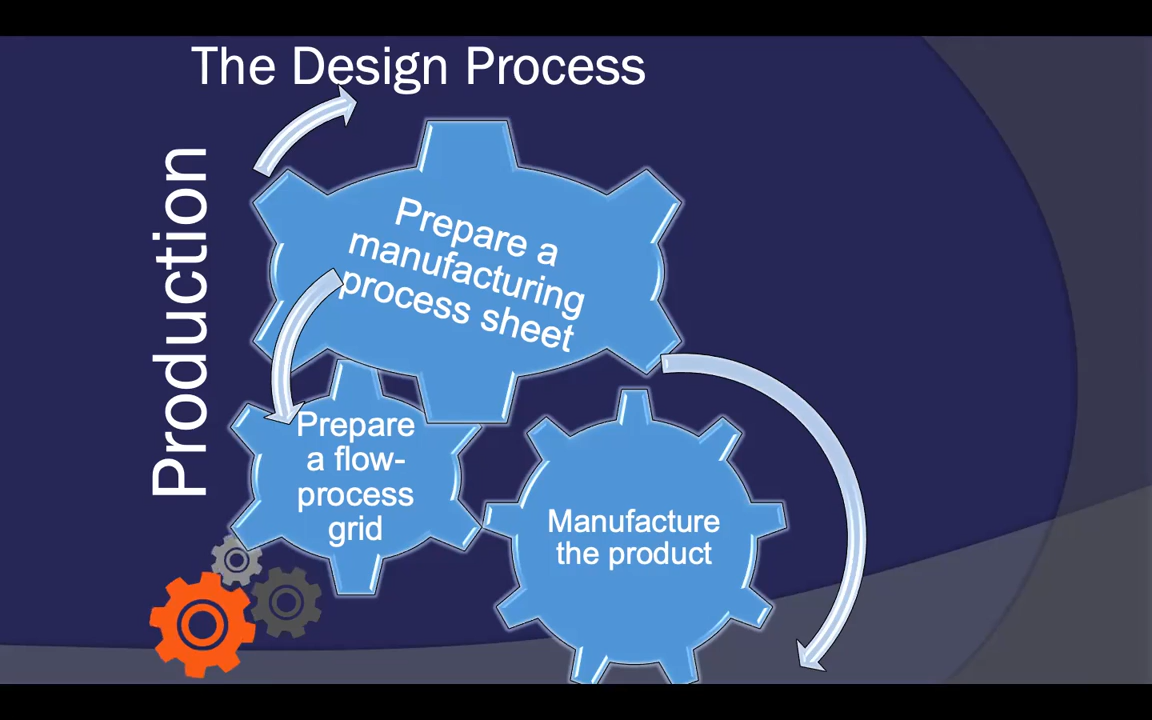 The Design Process
Production
Prepare a
manufacturing
process sheet
Prepare
a flow-
process
grid
Manufacture
the product